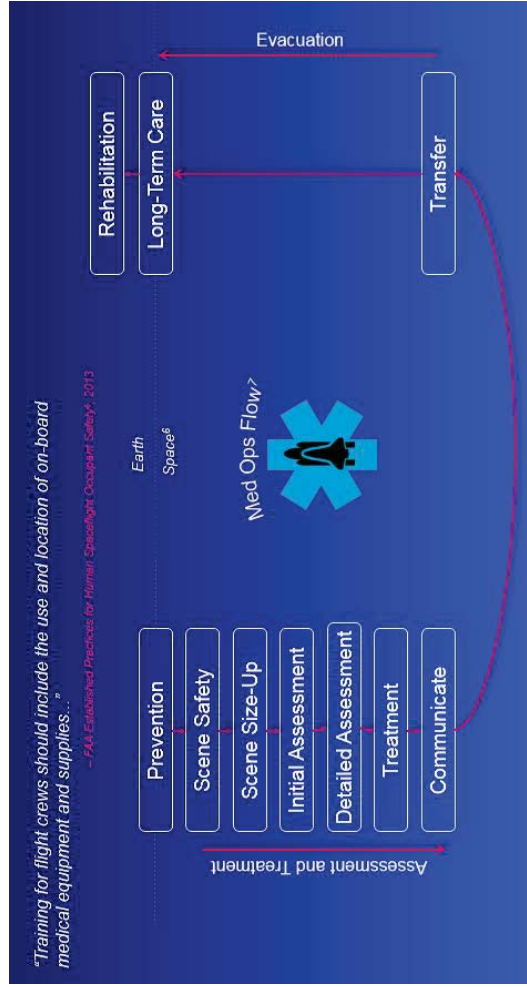 “Training for flight crews should include the use and location of on-board
medical equipment and supplies...”
– FAA Established Practices for Human Spaceflight Occupant Safety⁴, 2013
Earth
Space⁶
Med Ops Flow⁷
Assessment and Treatment
Prevention
Scene Safety
Scene Size-Up
Initial Assessment
Detailed Assessment
Treatment
Communicate
Rehabilitation
Long-Term Care
Transfer
Evacuation